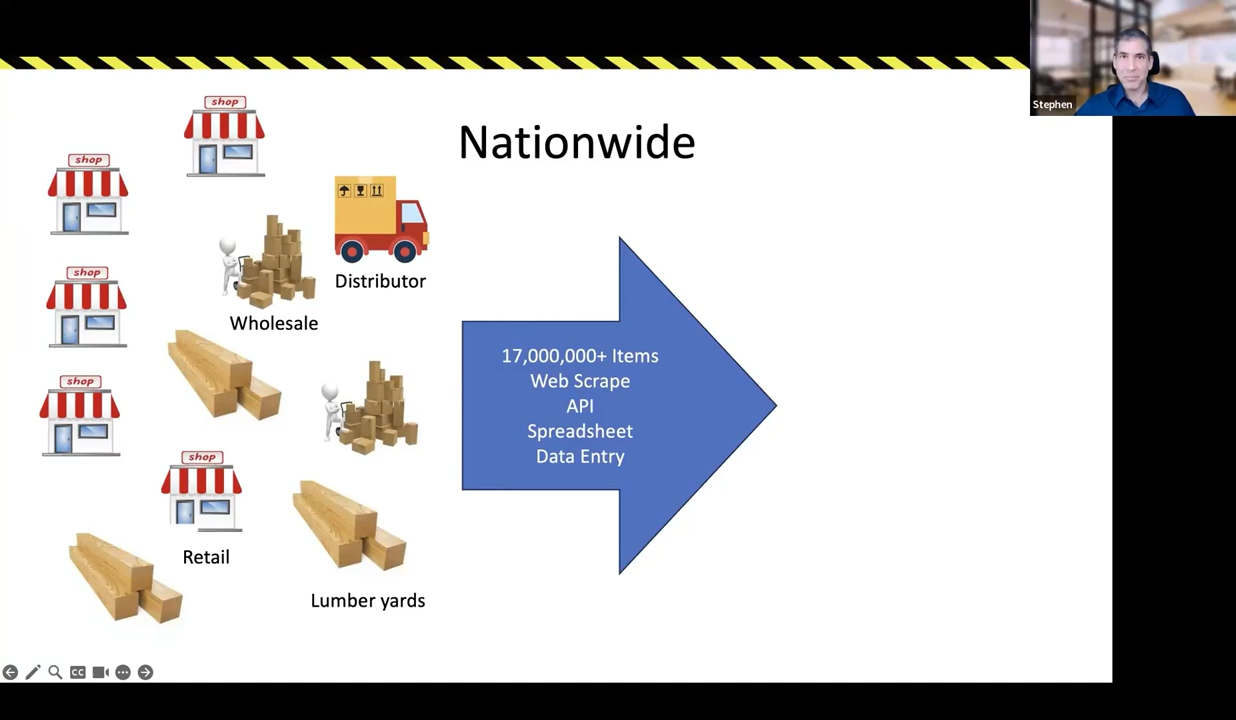 Stephen
Nationwide
shop
shop
Distributor
shop
Wholesale
17,000,000+ Items
Web Scrape
API
Spreadsheet
Data Entry
shop
shop
Retail
Lumber yards
CC